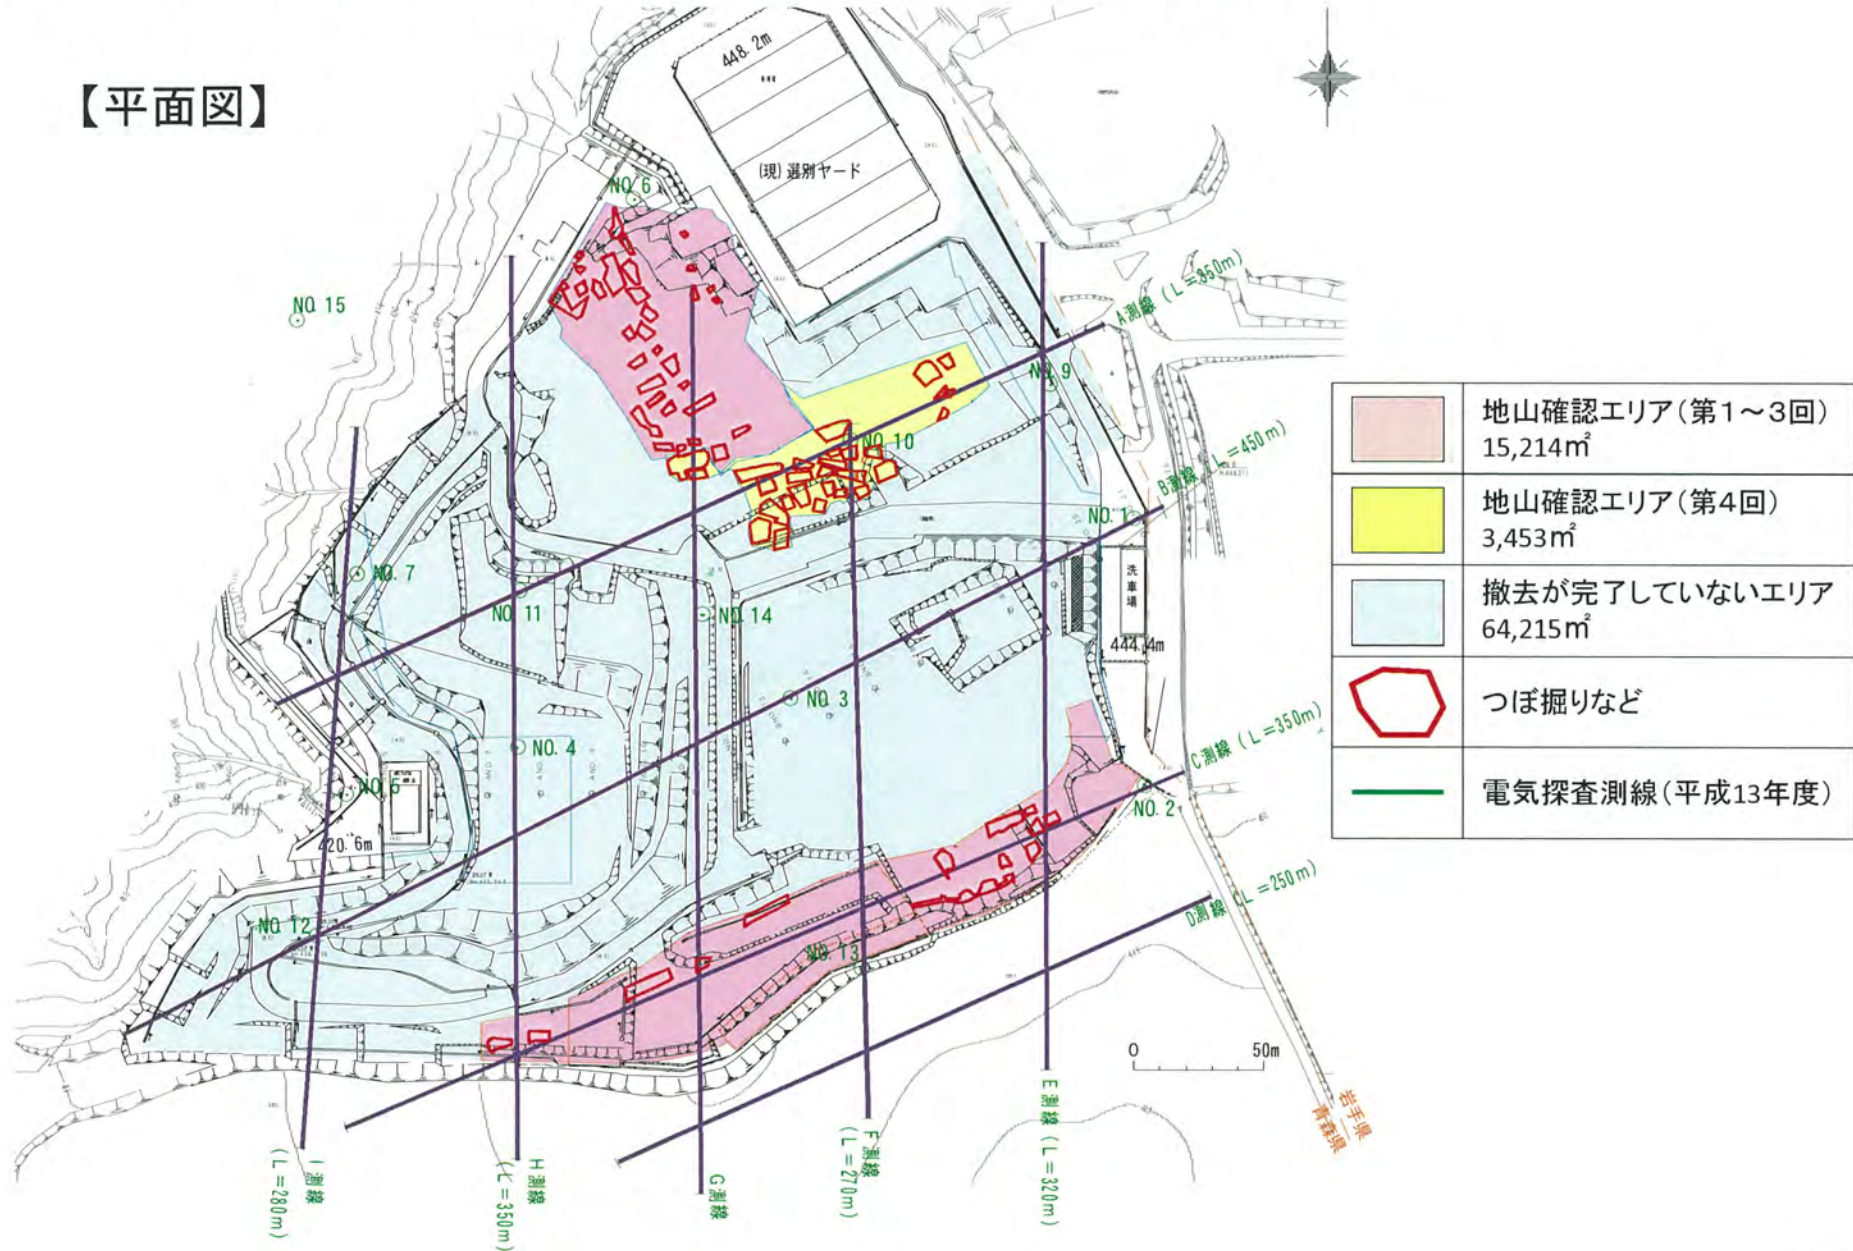 【平面図】
448.2m
(現)選別ヤード
NO.6
NO.15
A測線(L=350m)
NO.9
NO.10
B測線(L=450m)
NO.1
NO.7
NO.11
NO.14
洗車場
444.4m
NO.3
NO.4
NO.5
C測線(L=350m)
NO.2
420.6m
D測線(L=250m)
NO.12
NO.13
0 50m
I測線
(L=280m)
H測線
(L=350m)
G測線
F測線
(L=270m)
E測線(L=320m)
岩手県
青森県
地山確認エリア(第1～3回)
15,214㎡
地山確認エリア(第4回)
3,453㎡
撤去が完了していないエリア
64,215㎡
つぼ掘りなど
電気探査測線(平成13年度)